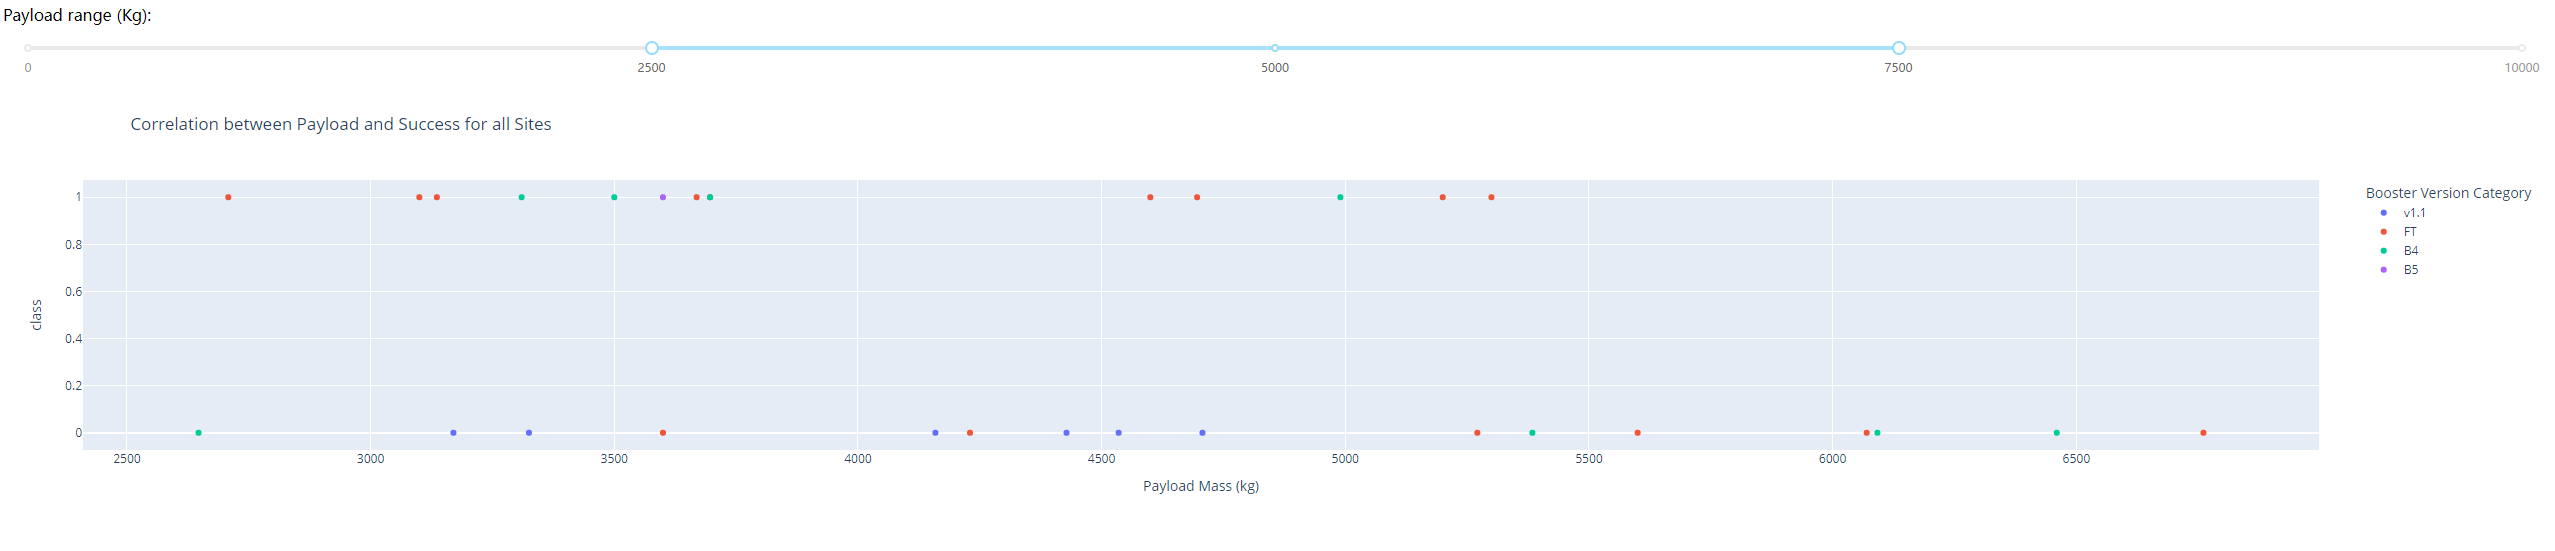 Payload range (Kg):
0 2500 5000 7500 10000
Correlation between Payload and Success for all Sites
1
0.8
0.6
0.4
0.2
0
class
2500 3000 3500 4000 4500 5000 5500 6000 6500
Payload Mass (kg)
Booster Version Category
v1.1
FT
B4
B5